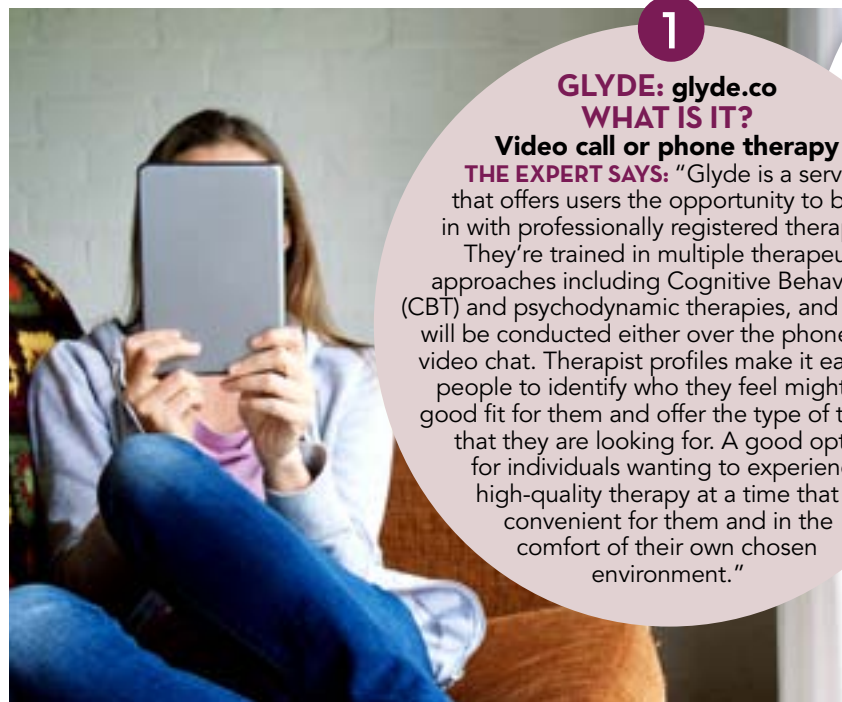 1
GLYDE: glyde.co
WHAT IS IT?
Video call or phone therapy
THE EXPERT SAYS: “Glyde is a serv
that offers users the opportunity to b
in with professionally registered thera
They’re trained in multiple therapeu
approaches including Cognitive Behav
(CBT) and psychodynamic therapies, and
will be conducted either over the phone
video chat. Therapist profiles make it ea
people to identify who they feel might
good fit for them and offer the type of t
that they are looking for. A good opt
for individuals wanting to experienc
high-quality therapy at a time that
convenient for them and in the
comfort of their own chosen
environment.”